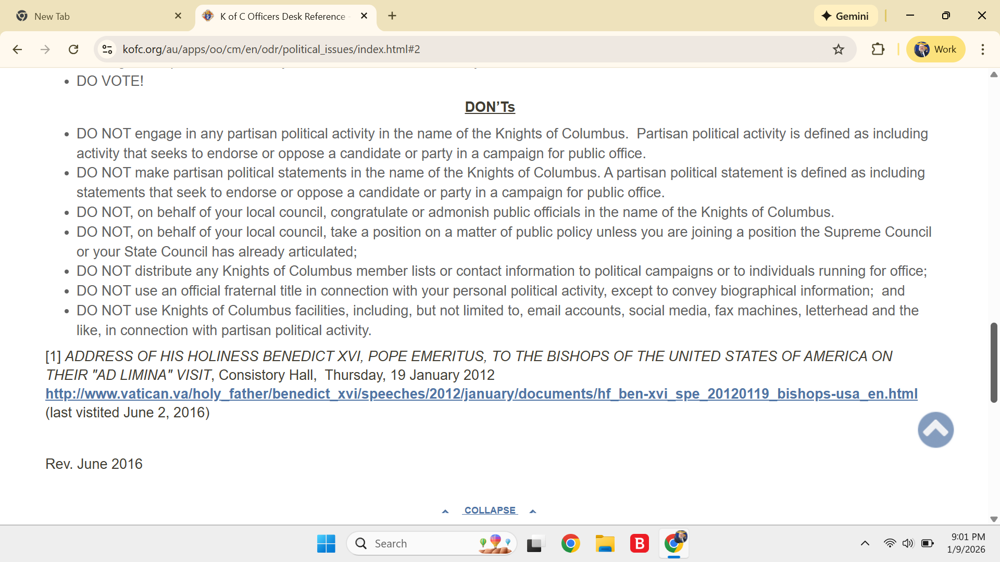 New Tab
K of C Officers Desk Reference
Gemini
kofc.org/au/apps/oo/cm/en/odr/political_issues/index.html#2
Work
• DO VOTE!
DON’Ts
• DO NOT engage in any partisan political activity in the name of the Knights of Columbus.  Partisan political activity is defined as including
activity that seeks to endorse or oppose a candidate or party in a campaign for public office.
• DO NOT make partisan political statements in the name of the Knights of Columbus. A partisan political statement is defined as including
statements that seek to endorse or oppose a candidate or party in a campaign for public office.
• DO NOT, on behalf of your local council, congratulate or admonish public officials in the name of the Knights of Columbus.
• DO NOT, on behalf of your local council, take a position on a matter of public policy unless you are joining a position the Supreme Council
or your State Council has already articulated;
• DO NOT distribute any Knights of Columbus member lists or contact information to political campaigns or to individuals running for office;
• DO NOT use an official fraternal title in connection with your personal political activity, except to convey biographical information;  and
• DO NOT use Knights of Columbus facilities, including, but not limited to, email accounts, social media, fax machines, letterhead and the
like, in connection with partisan political activity.
[1] ADDRESS OF HIS HOLINESS BENEDICT XVI, POPE EMERITUS, TO THE BISHOPS OF THE UNITED STATES OF AMERICA ON
THEIR "AD LIMINA" VISIT, Consistory Hall,  Thursday, 19 January 2012
http://www.vatican.va/holy_father/benedict_xvi/speeches/2012/january/documents/hf_ben-xvi_spe_20120119_bishops-usa_en.html
(last vistited June 2, 2016)
Rev. June 2016
COLLAPSE
Search
B
9:01 PM
1/9/2026